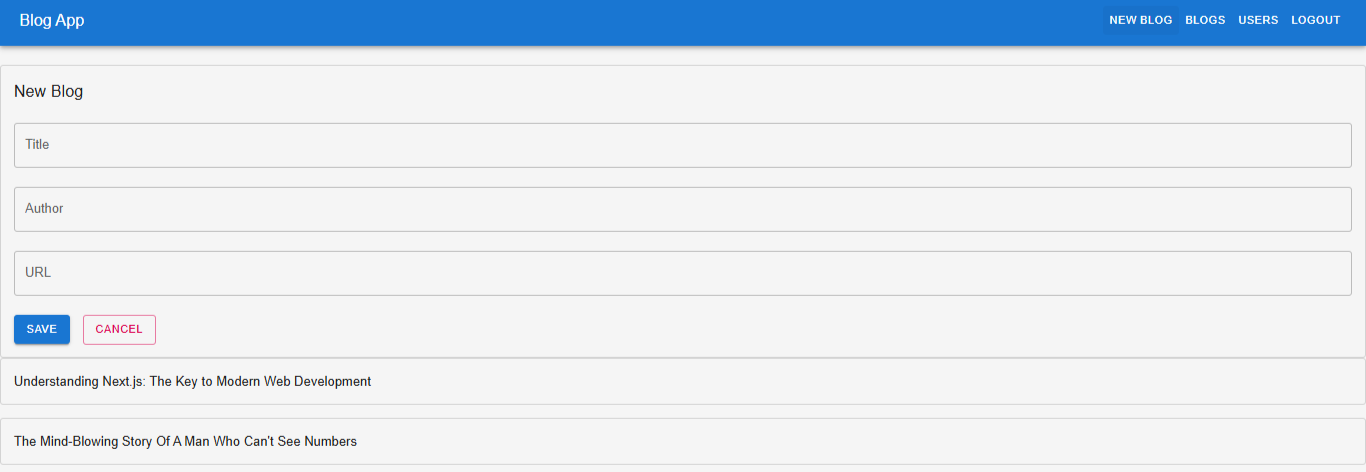 Blog App
NEW BLOG BLOGS USERS LOGOUT
New Blog
Title
Author
URL
SAVE CANCEL
Understanding Next.js: The Key to Modern Web Development
The Mind-Blowing Story Of A Man Who Can't See Numbers